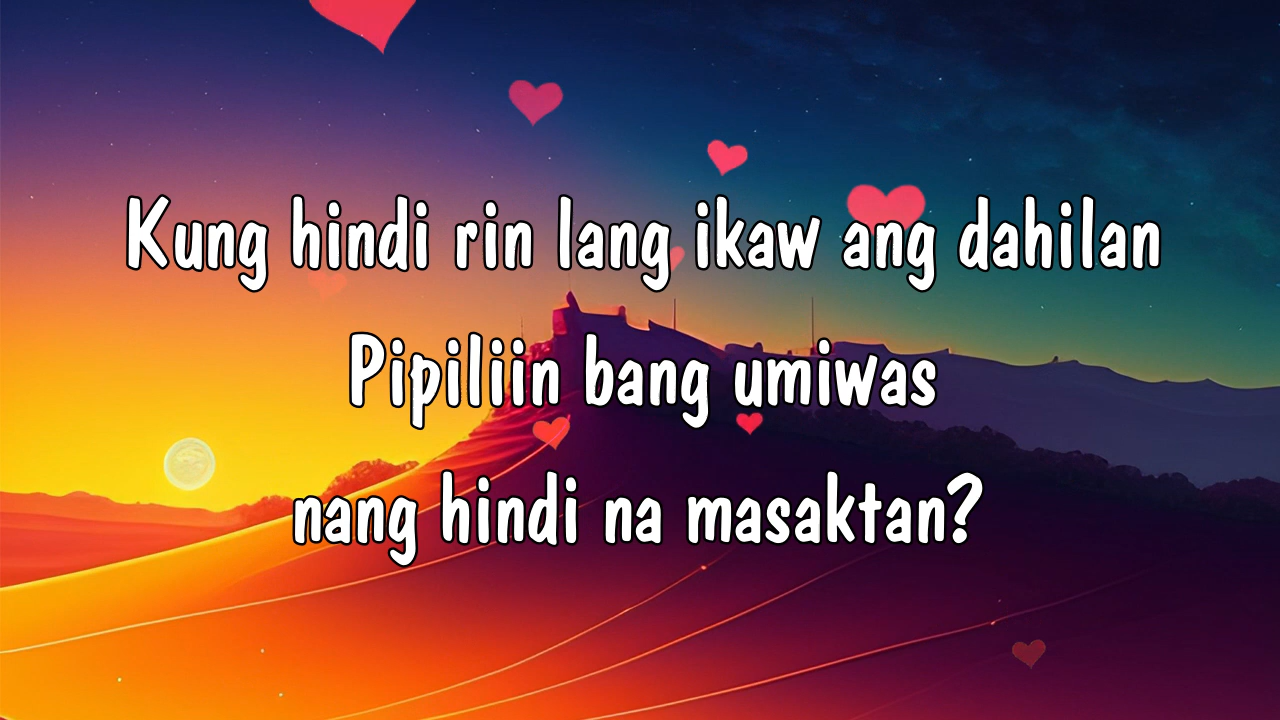 Kung hindi rin lang ikaw ang dahilan
Pipiliin bang umiwas
nang hindi na masaktan?